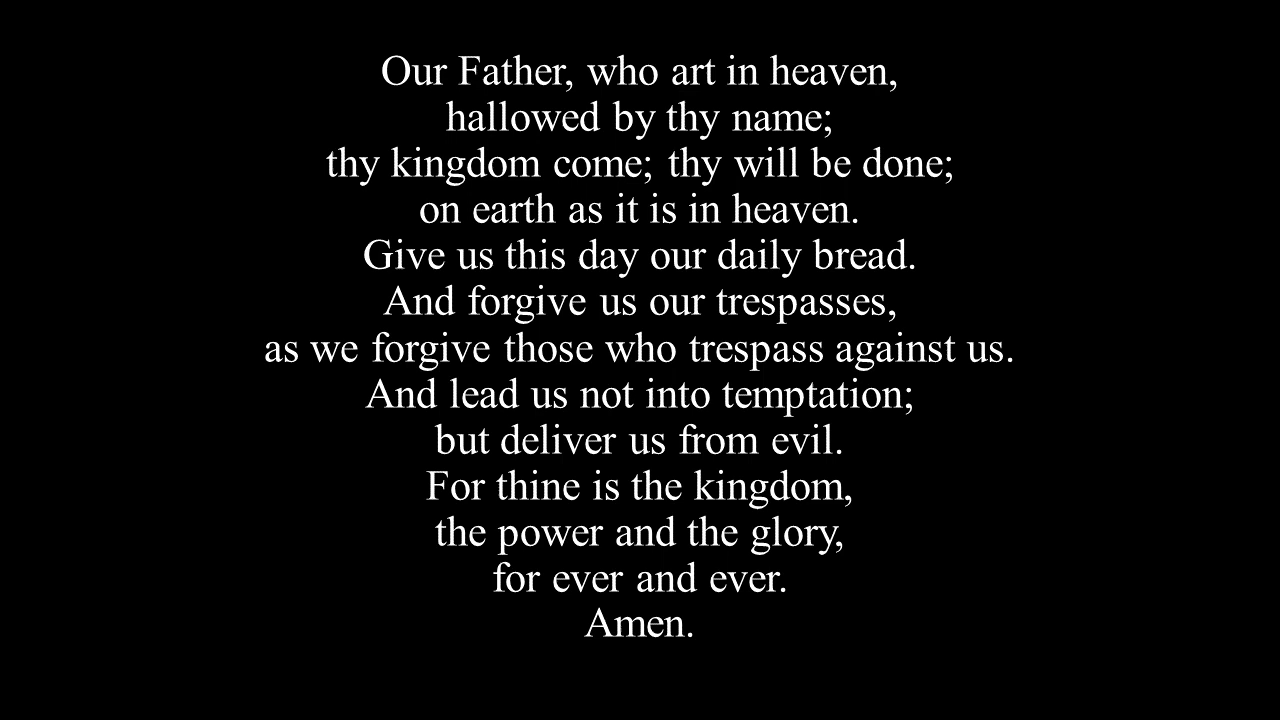 Our Father, who art in heaven,
hallowed by thy name;
thy kingdom come; thy will be done;
on earth as it is in heaven.
Give us this day our daily bread.
And forgive us our trespasses,
as we forgive those who trespass against us.
And lead us not into temptation;
but deliver us from evil.
For thine is the kingdom,
the power and the glory,
for ever and ever.
Amen.